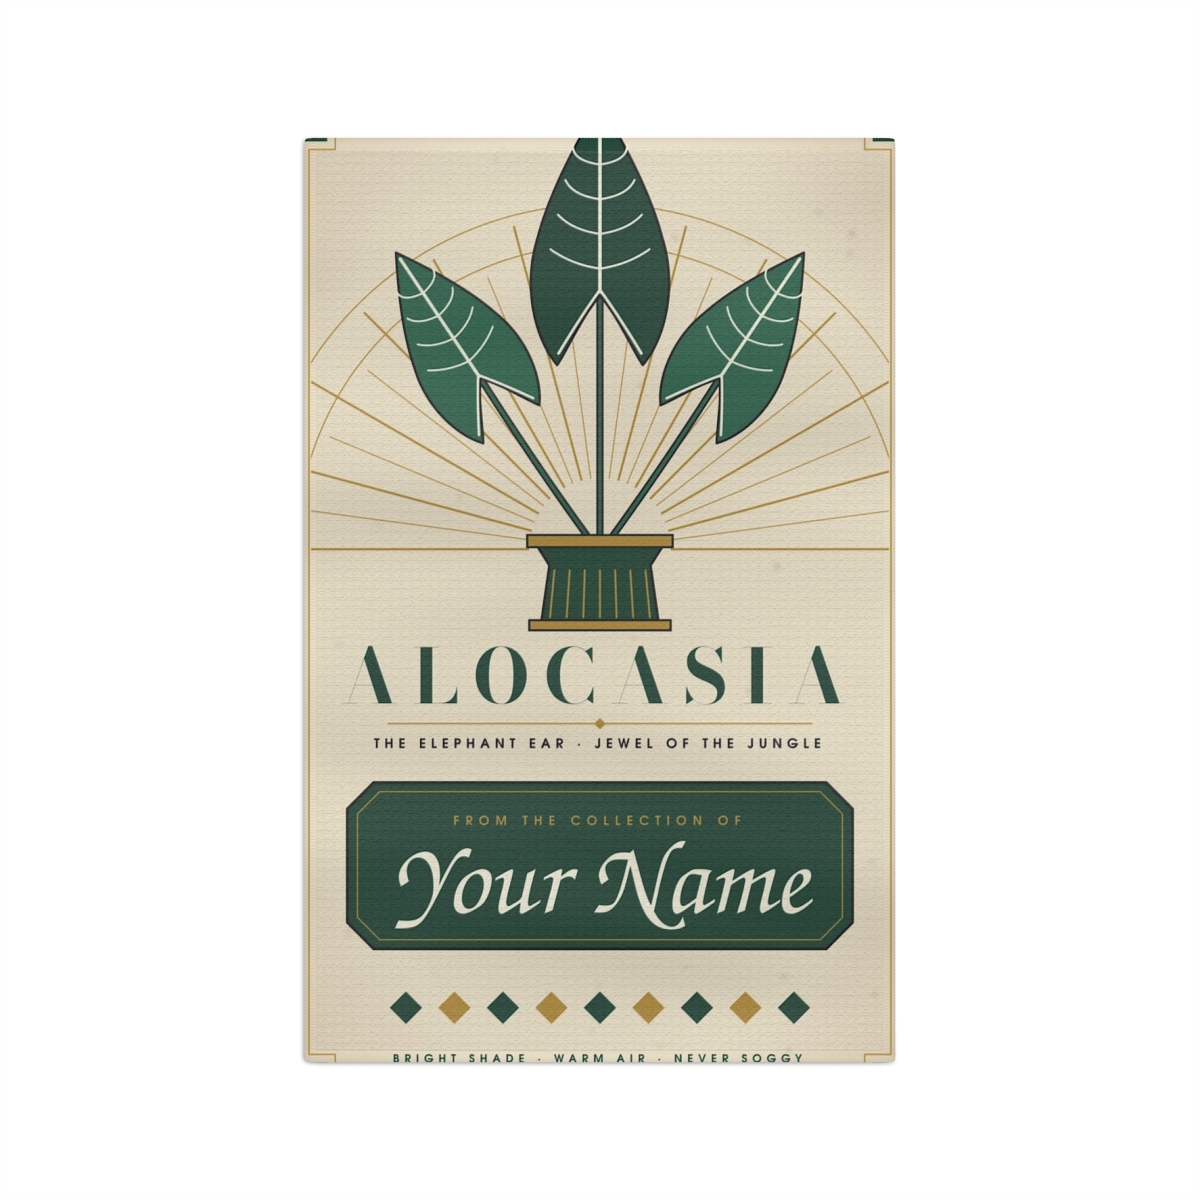 ALOCASIA
THE ELEPHANT EAR · JEWEL OF THE JUNGLE
FROM THE COLLECTION OF
Your Name
BRIGHT SHADE · WARM AIR · NEVER SOGGY